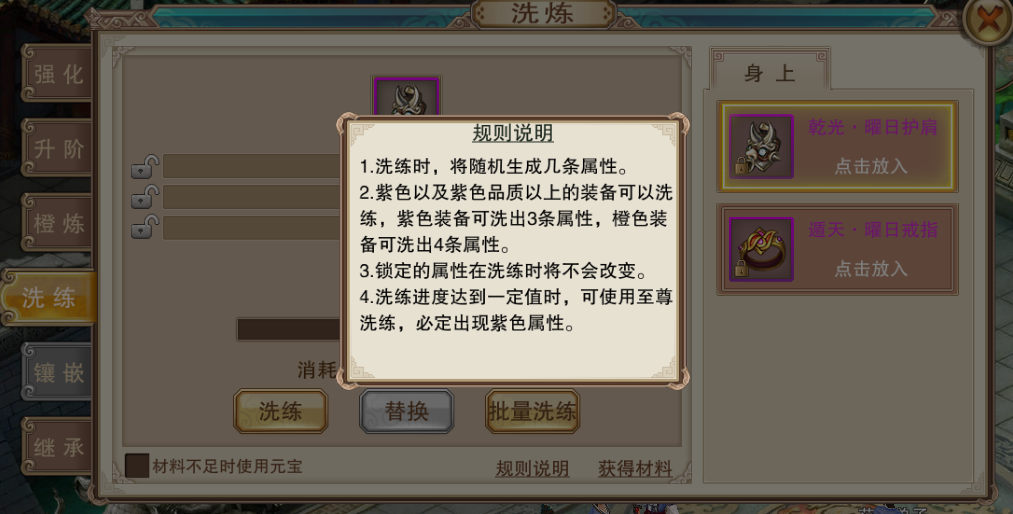 洗炼
强化
升阶
橙炼
洗练
镶嵌
继承
规则说明
1.洗练时，将随机生成几条属性。
2.紫色以及紫色品质以上的装备可以洗
练，紫色装备可洗出3条属性，橙色装
备可洗出4条属性。
3.锁定的属性在洗练时将不会改变。
4.洗练进度达到一定值时，可使用至尊
洗练，必定出现紫色属性。
消耗
洗练
替换
批量洗练
材料不足时使用元宝
规则说明
获得材料
身上
乾光·曜日护肩
点击放入
遁天·曜日戒指
点击放入